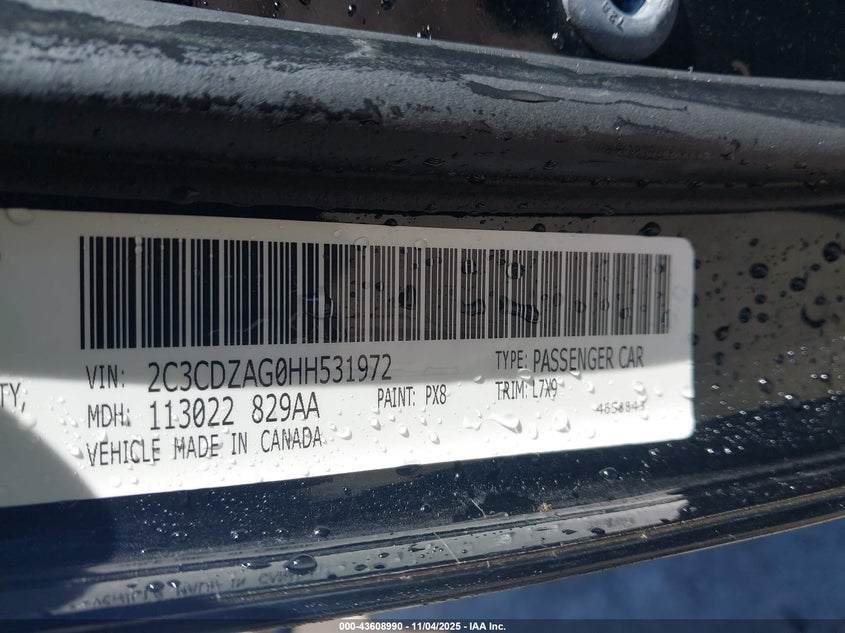 TY,
VIN: 2C3CDZAG0HH531972
TYPE: PASSENGER CAR
MDH: 113022 829AA
PAINT: PX8
TRIM: L7X9
VEHICLE MADE IN CANADA
000-43608990 - 11/04/2025 - IAA Inc.